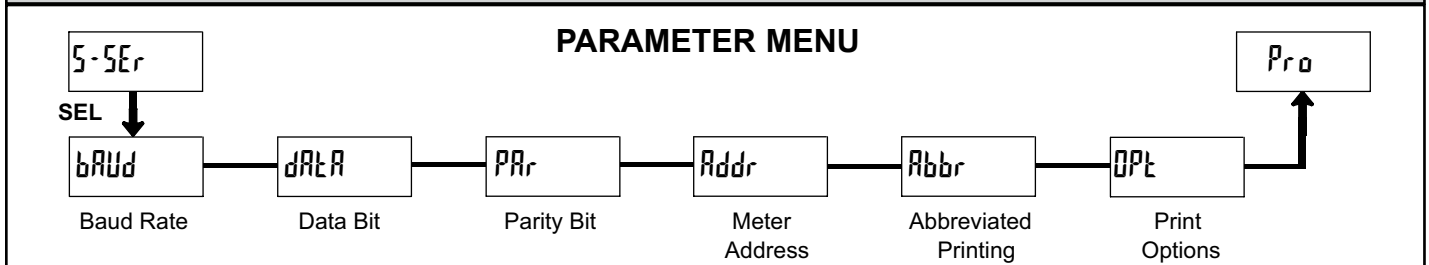 PARAMETER MENU
5-SEr
Pro
SEL
bAUd
dAtA
PAr
Addr
Abbr
OPt
Baud Rate
Data Bit
Parity Bit
Meter
Address
Abbreviated
Printing
Print
Options